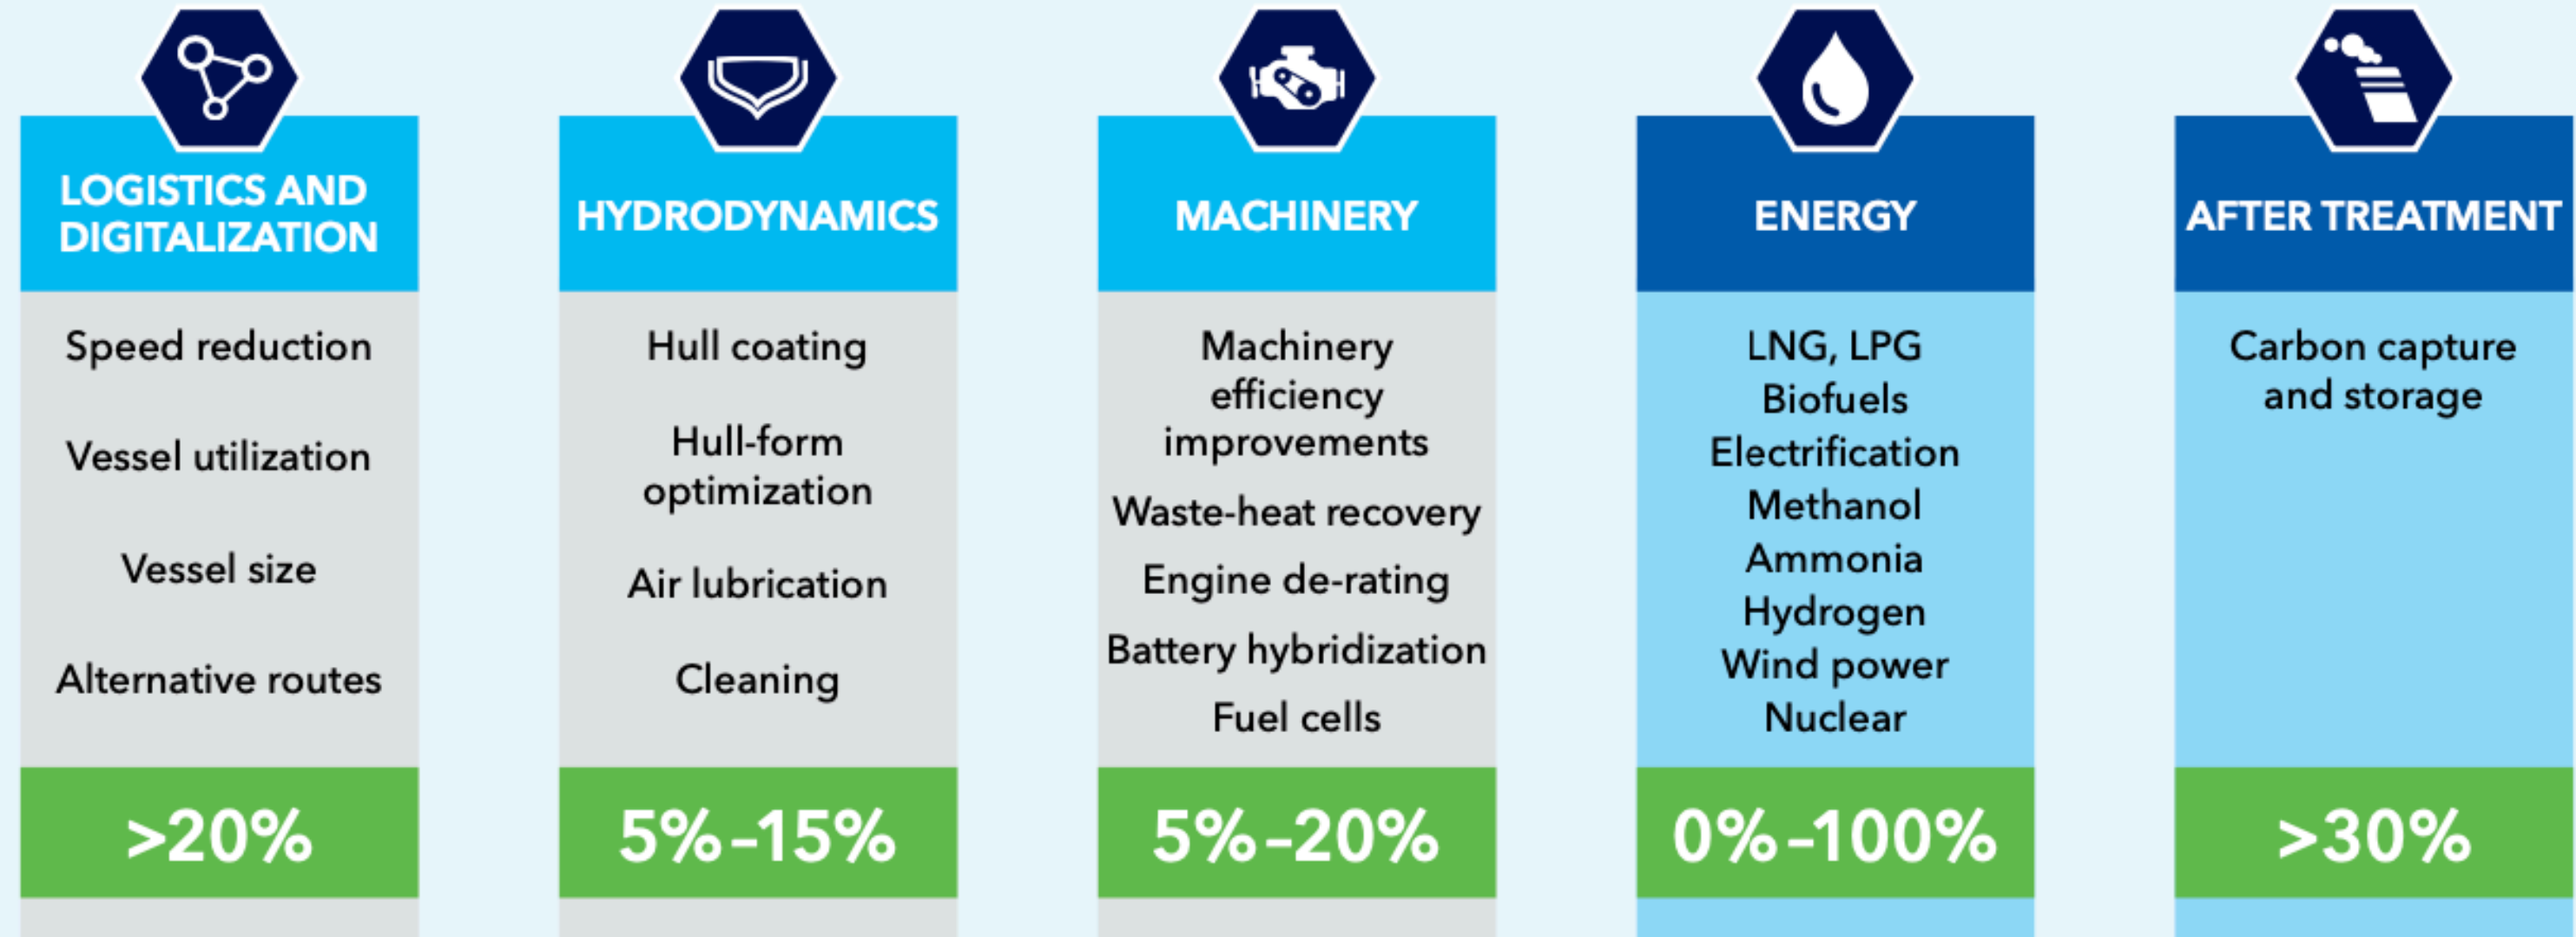 LOGISTICS AND
DIGITALIZATION
Speed reduction
Vessel utilization
Vessel size
Alternative routes
>20%
HYDRODYNAMICS
Hull coating
Hull-form
optimization
Air lubrication
Cleaning
5%-15%
MACHINERY
Machinery
efficiency
improvements
Waste-heat recovery
Engine de-rating
Battery hybridization
Fuel cells
5%-20%
ENERGY
LNG, LPG
Biofuels
Electrification
Methanol
Ammonia
Hydrogen
Wind power
Nuclear
0%-100%
AFTER TREATMENT
Carbon capture
and storage
>30%